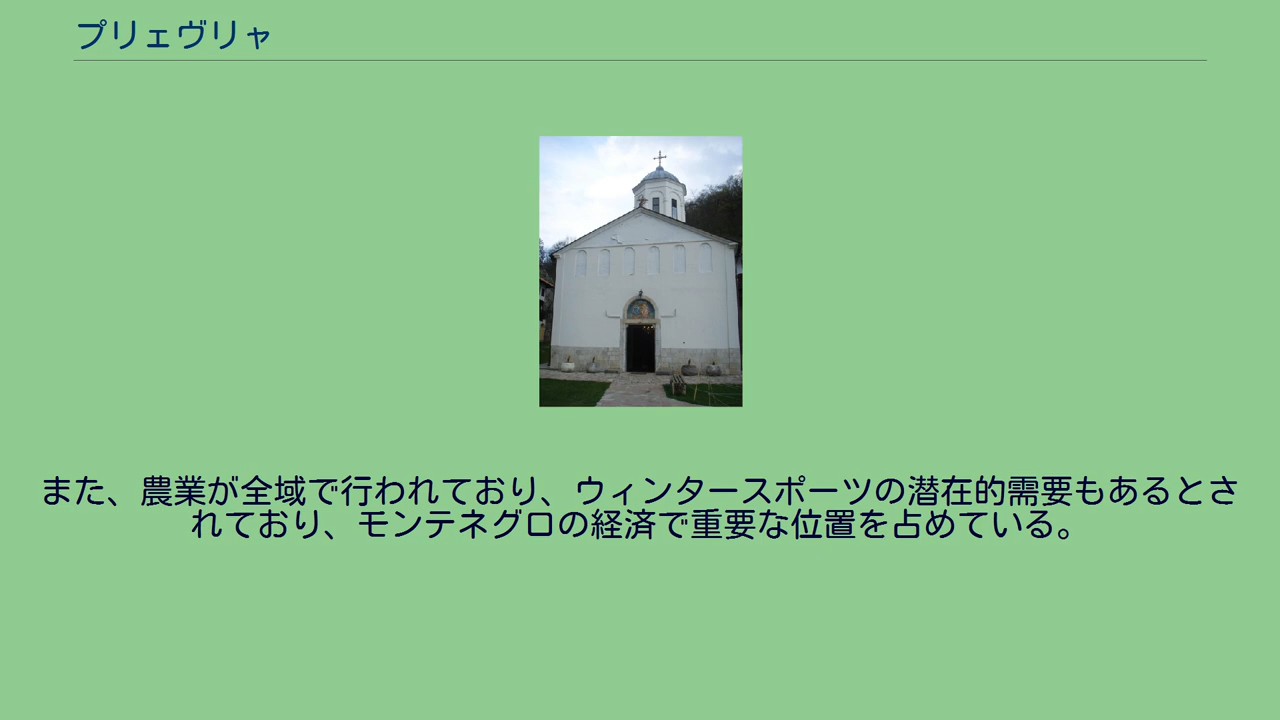 プリェヴリャ
また、農業が全域で行われており、ウィンタースポーツの潜在的需要もあるとさ
れており、モンテネグロの経済で重要な位置を占めている。